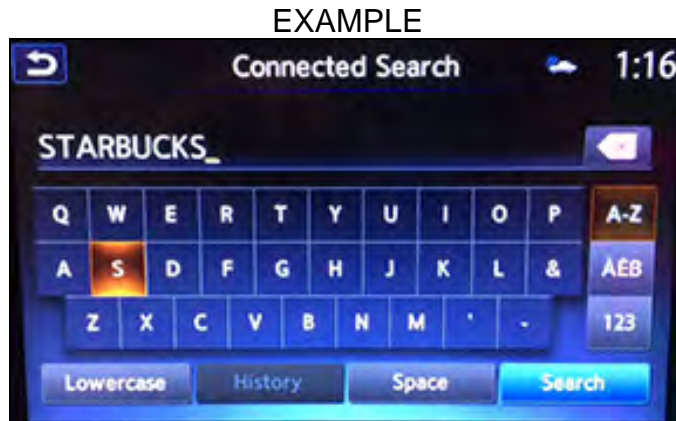 EXAMPLE
Connected Search 1:16
STARBUCKS_
Q W E R T Y U I O P A-Z
A S D F G H J K L & ÀÉB
Z X C V B N M ' - 123
Lowercase History Space Search